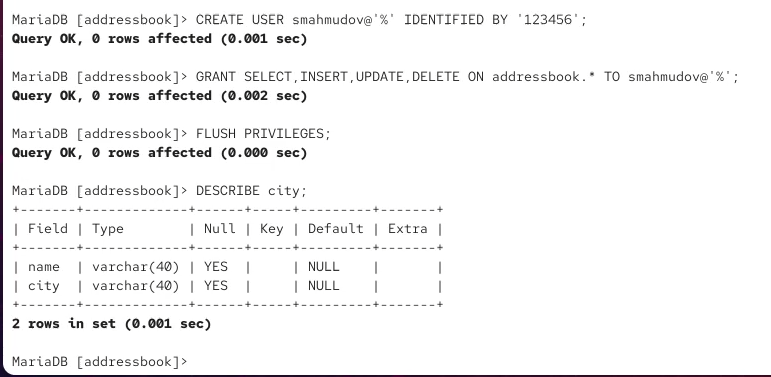 MariaDB [addressbook]> CREATE USER smahmudov@'%' IDENTIFIED BY '123456';
Query OK, 0 rows affected (0.001 sec)
MariaDB [addressbook]> GRANT SELECT,INSERT,UPDATE,DELETE ON addressbook.* TO smahmudov@'%';
Query OK, 0 rows affected (0.002 sec)
MariaDB [addressbook]> FLUSH PRIVILEGES;
Query OK, 0 rows affected (0.000 sec)
MariaDB [addressbook]> DESCRIBE city;
+-------+-------------+------+-----+---------+-------+
| Field | Type        | Null | Key | Default | Extra |
+-------+-------------+------+-----+---------+-------+
| name  | varchar(40) | YES  |     | NULL    |       |
| city  | varchar(40) | YES  |     | NULL    |       |
+-------+-------------+------+-----+---------+-------+
2 rows in set (0.001 sec)
MariaDB [addressbook]>